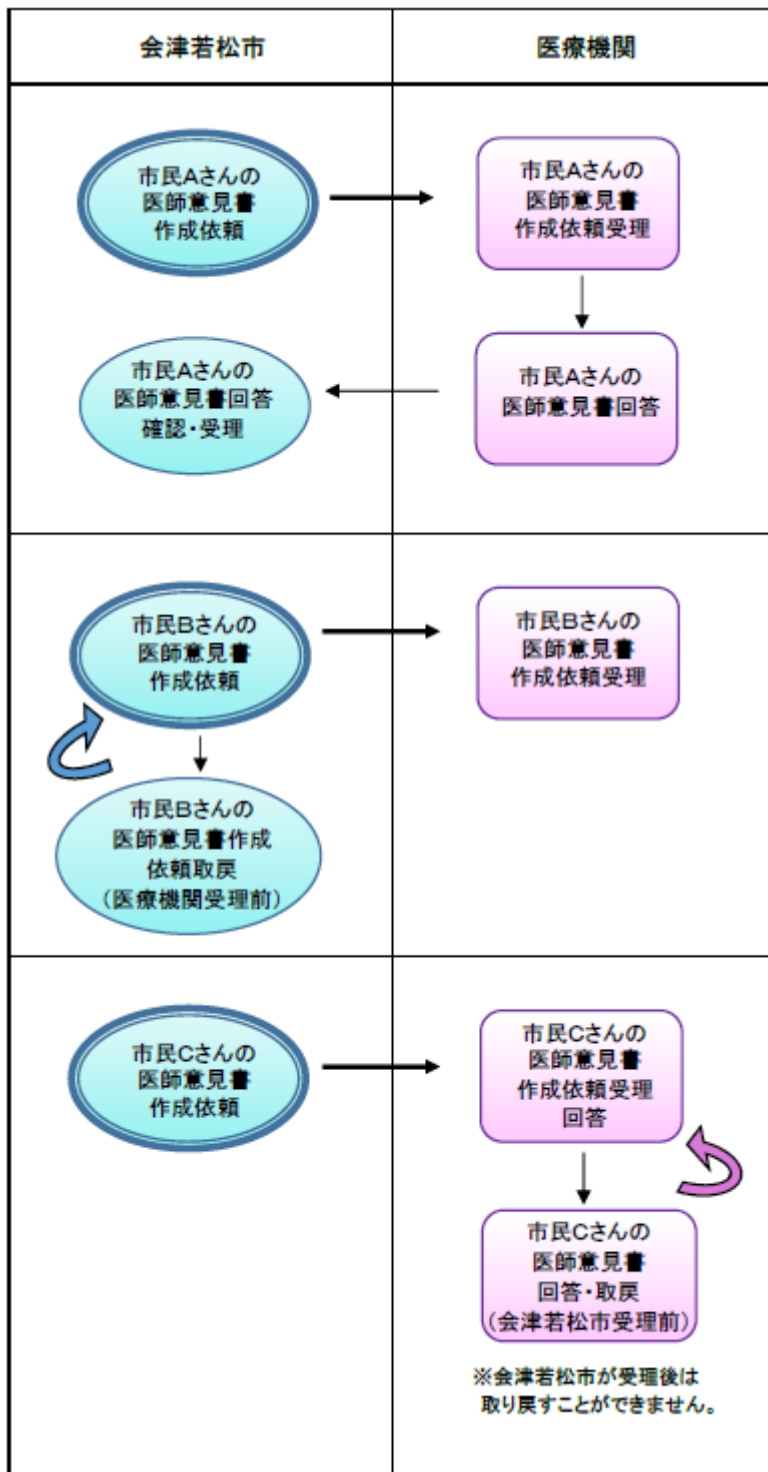 会津若松市
医療機関
市民Aさんの
医師意見書
作成依頼
市民Aさんの
医師意見書
作成依頼受理
市民Aさんの
医師意見書回答
確認・受理
市民Aさんの
医師意見書回答
市民Bさんの
医師意見書
作成依頼
市民Bさんの
医師意見書
作成依頼受理
市民Bさんの
医師意見書作成
依頼取戻
(医療機関受理前)
市民Cさんの
医師意見書
作成依頼
市民Cさんの
医師意見書
作成依頼受理
回答
市民Cさんの
医師意見書
回答・取戻
(会津若松市受理前)
※会津若松市が受理後は
取り戻すことができません。